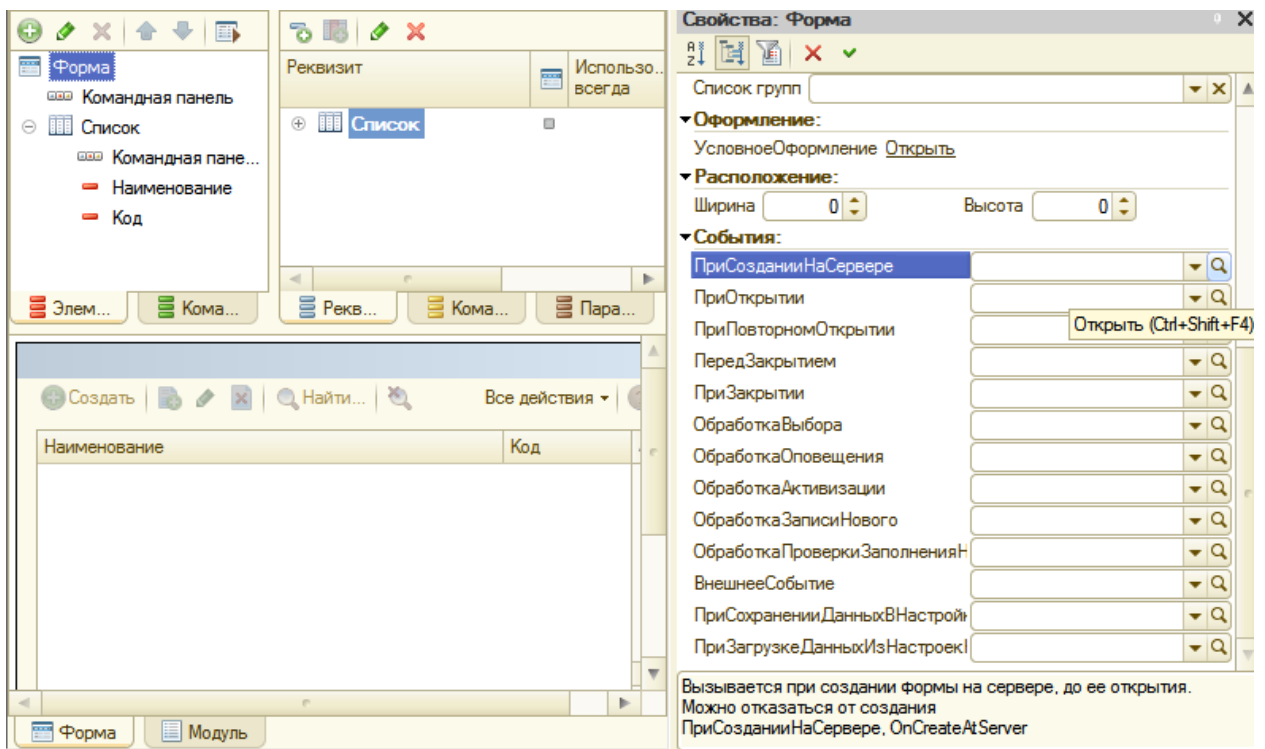 Форма
Командная панель
Список
Командная пане...
Наименование
Код
Элем...
Кома...
Реквизит
Использо..
всегда
Список
Рекв...
Кома...
Пара...
Создать
Найти...
Все действия
Наименование
Код
Форма
Модуль
Свойства: Форма
Список групп
Оформление:
УсловноеОформление Открыть
Расположение:
Ширина 0 Высота 0
События:
ПриСозданииНаСервере
ПриОткрытии
Открыть (Ctrl+Shift+F4)
ПриПовторномОткрытии
ПередЗакрытием
ПриЗакрытии
ОбработкаВыбора
ОбработкаОповещения
ОбработкаАктивизации
ОбработкаЗаписиНового
ОбработкаПроверкиЗаполненияН
ВнешнееСобытие
ПриСохраненииДанныхВНастрой
ПриЗагрузкеДанныхИзНастроек
Вызывается при создании формы на сервере, до ее открытия.
Можно отказаться от создания
ПриСозданииНаСервере, OnCreateAtServer